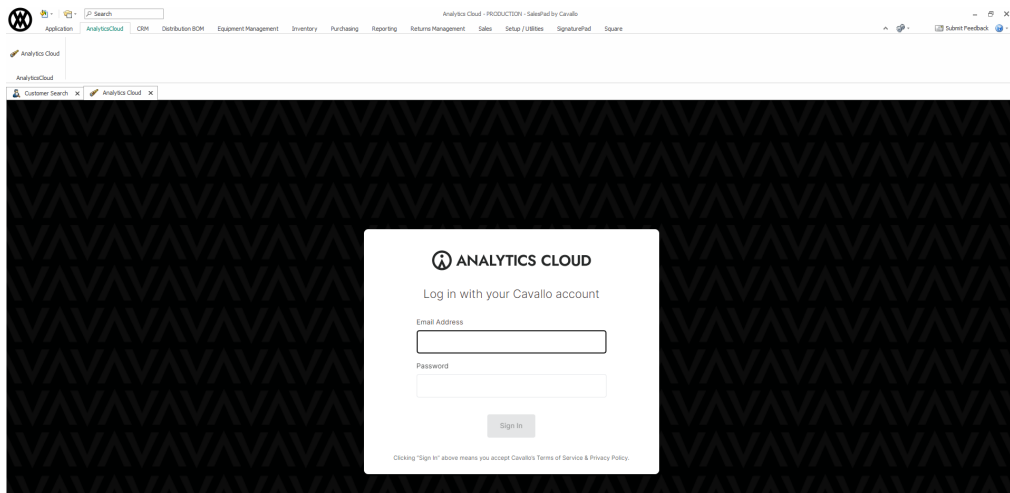 Analytics Cloud - PRODUCTION - SalesPad by Cavallo
Search
Application AnalyticsCloud CRM Distribution BOM Equipment Management Inventory Purchasing Reporting Returns Management Sales Setup / Utilities SignaturePad Square Submit Feedback
Analytics Cloud
AnalyticsCloud
Customer Search x Analytics Cloud x
ANALYTICS CLOUD
Log in with your Cavallo account
Email Address
Password
Sign In
Clicking "Sign In" above means you accept Cavallo's Terms of Service & Privacy Policy.